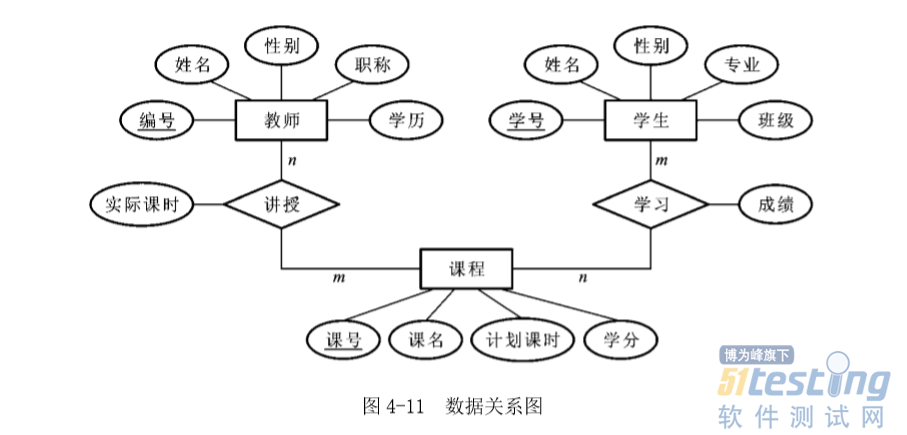 性别
性别
姓名
职称
姓名
专业
编号
教师
学历
学号
学生
班级
n
m
实际课时
讲授
学习
成绩
课程
m
n
课号
课名
计划课时
学分
博为峰旗下
51testing
软件测试网
图 4-11 数据关系图